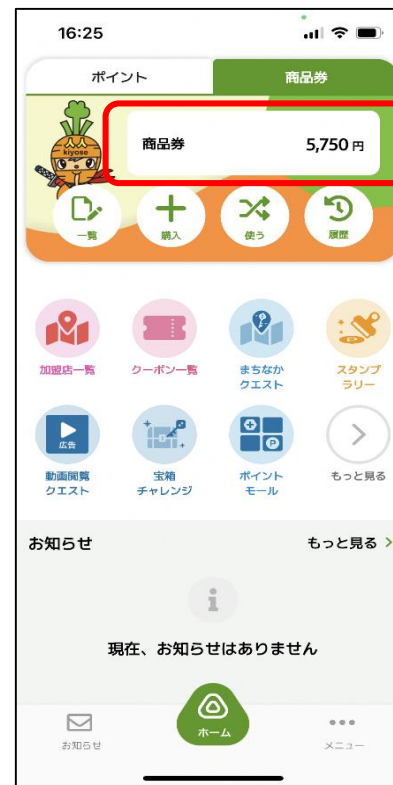 16:25
ポイント
商品券
kiyose
商品券 5,750 円
一覧
購入
使う
履歴
加盟店一覧
クーポン一覧
まちなか
クエスト
スタンプ
ラリー
広告
P
動画閲覧
クエスト
宝箱
チャレンジ
ポイント
モール
もっと見る
お知らせ
もっと見る
現在、お知らせはありません
お知らせ
ホーム
メニュー